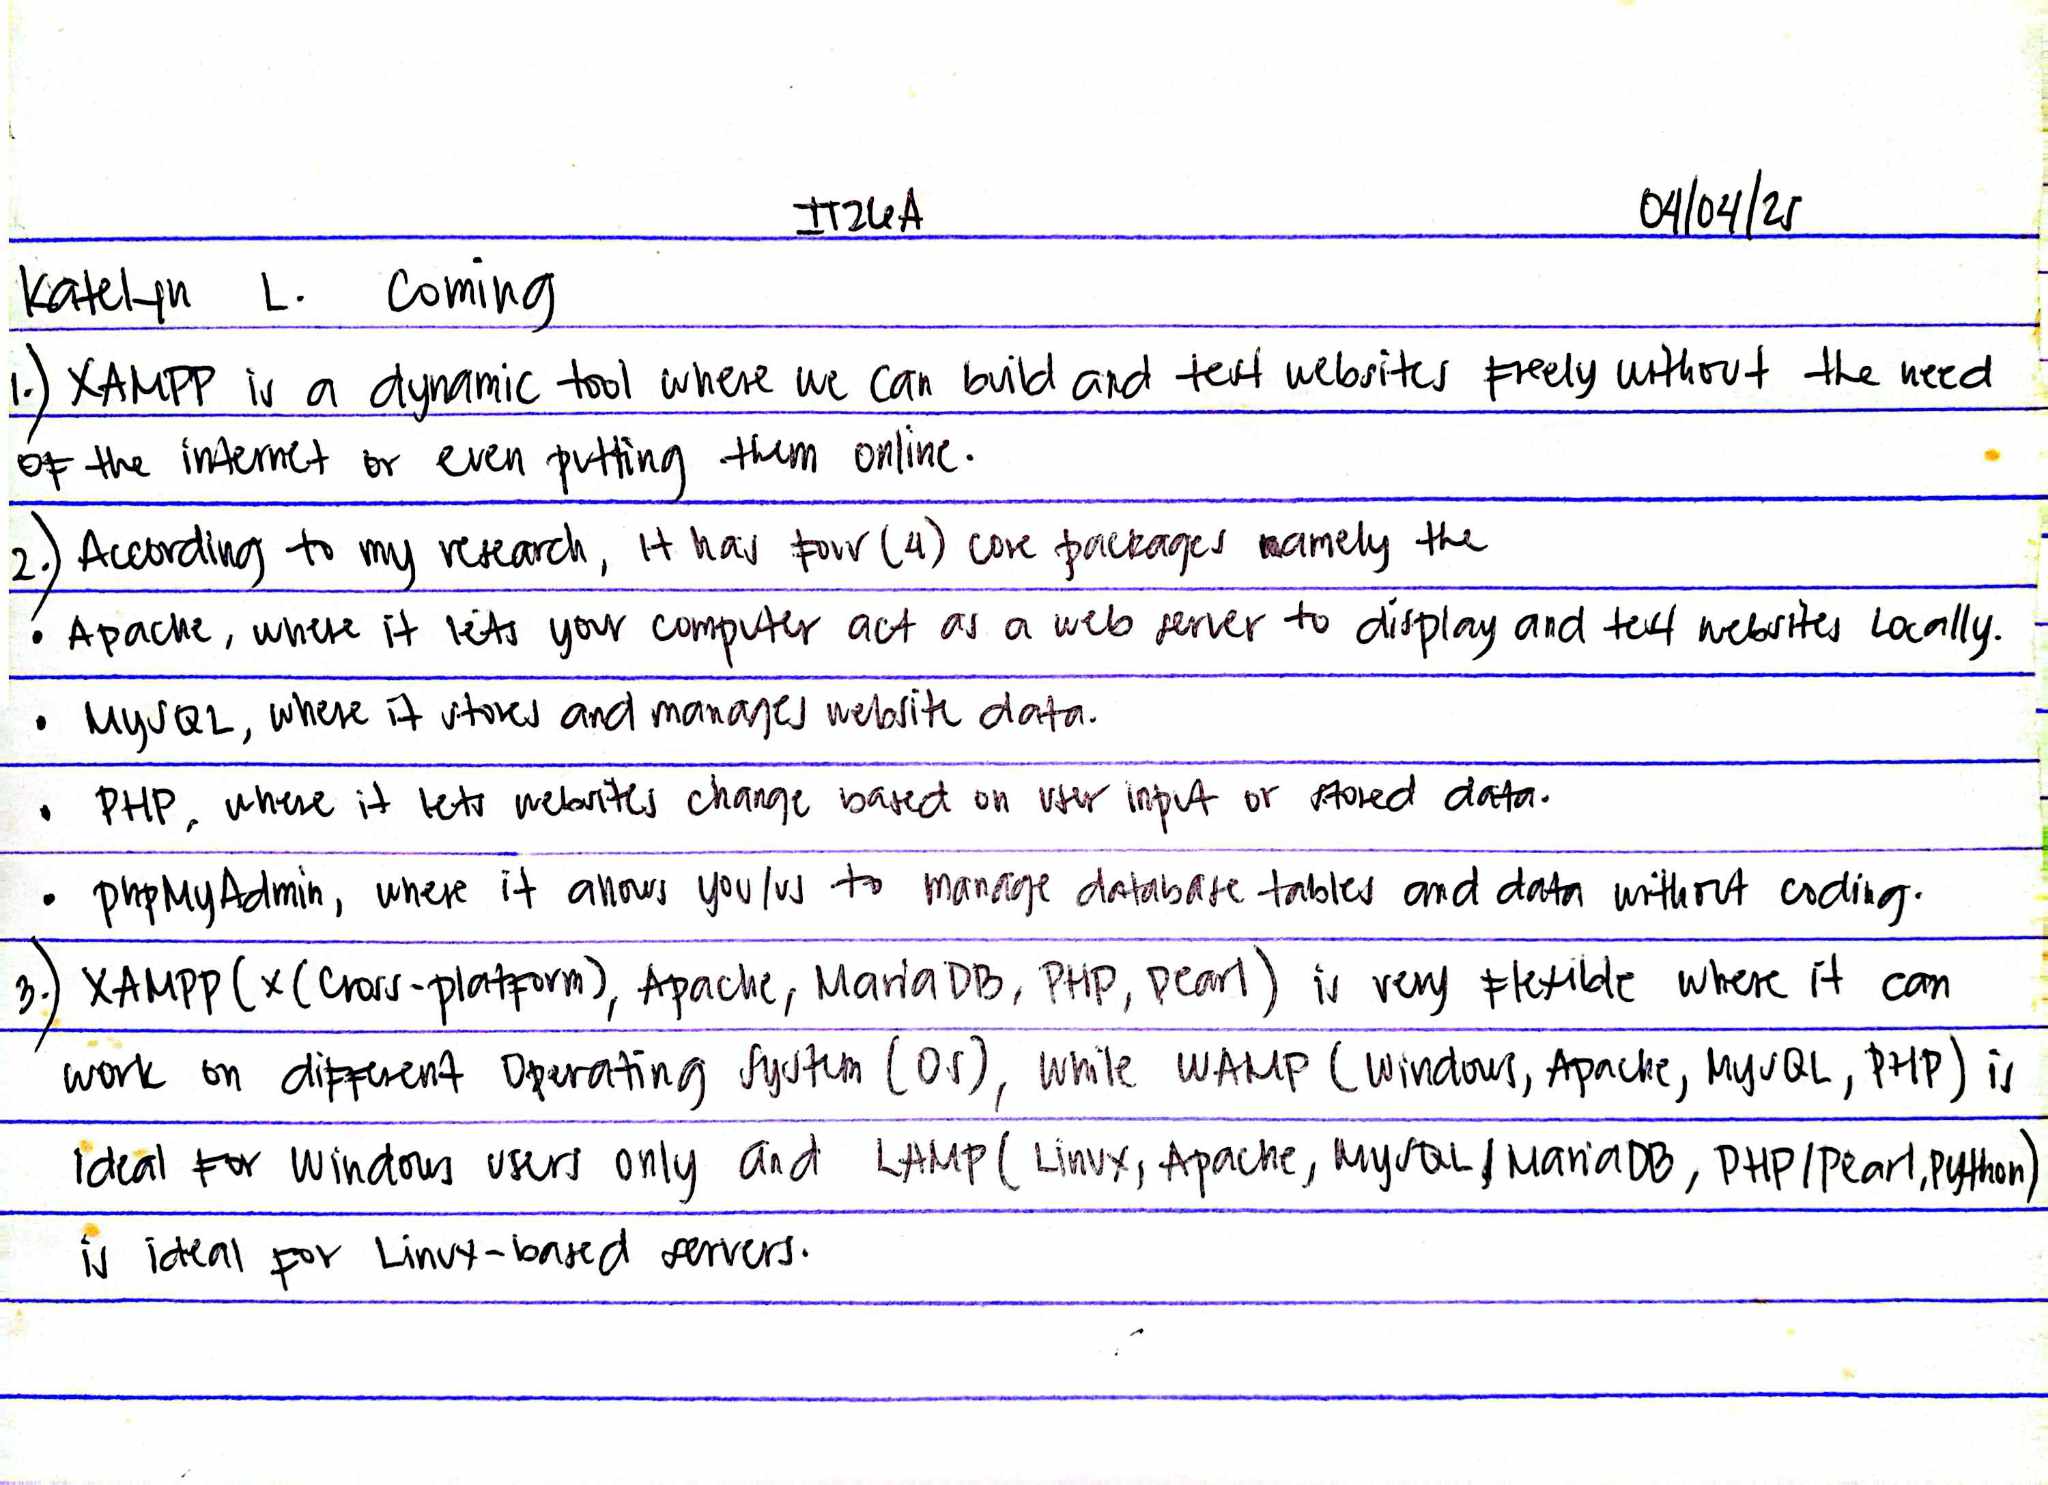 IT26A 04/04/25
Katelyn L. Coming
1.) XAMPP is a dynamic tool where we can build and test websites freely without the need
of the internet or even putting them online.
2.) According to my research, it has four (4) core packages namely the
• Apache, where it lets your computer act as a web server to display and test websites locally.
• MySQL, where it stores and manages website data.
• PHP, where it lets websites change based on user input or stored data.
• phpMyAdmin, where it allows you/us to manage database tables and data without coding.
3.) XAMPP (X (Cross-platform), Apache, MariaDB, PHP, Pearl) is very flexible where it can
work on different Operating System (OS), while WAMP (Windows, Apache, MySQL, PHP) is
ideal for Windows users only and LAMP (Linux, Apache, MySQL/MariaDB, PHP/Pearl,Python)
is ideal for Linux-based servers.